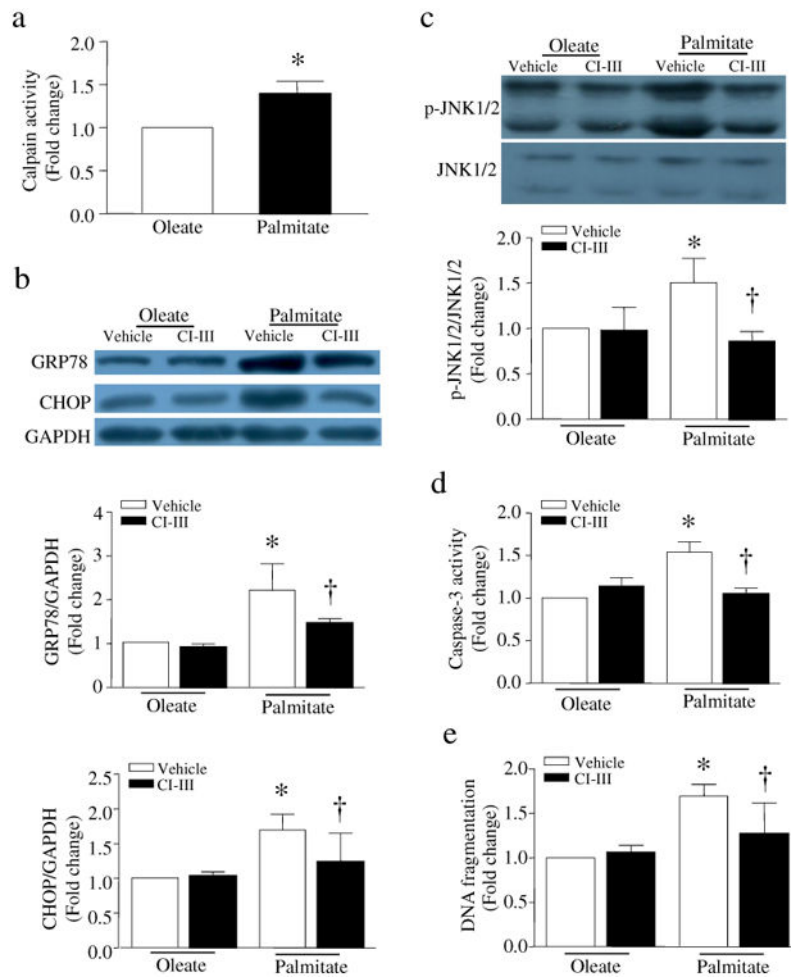 a
Calpain activity
(Fold change)
2.0
1.5
1.0
0.5
0.0
*
Oleate Palmitate
b
Oleate Palmitate
Vehicle CI-III Vehicle CI-III
GRP78
CHOP
GAPDH
Vehicle
CI-III
GRP78/GAPDH
(Fold change)
4
3
2
1
0
* †
Oleate Palmitate
Vehicle
CI-III
CHOP/GAPDH
(Fold change)
2.5
2.0
1.5
1.0
0.5
0.0
* †
Oleate Palmitate
c
Oleate Palmitate
Vehicle CI-III Vehicle CI-III
p-JNK1/2
JNK1/2
Vehicle
CI-III
p-JNK1/2/JNK1/2
(Fold change)
2.0
1.5
1.0
0.5
0.0
* †
Oleate Palmitate
d
Vehicle
CI-III
Caspase-3 activity
(Fold change)
2.0
1.5
1.0
0.5
0.0
* †
Oleate Palmitate
e
Vehicle
CI-III
DNA fragmentation
(Fold change)
2.0
1.5
1.0
0.5
0.0
* †
Oleate Palmitate